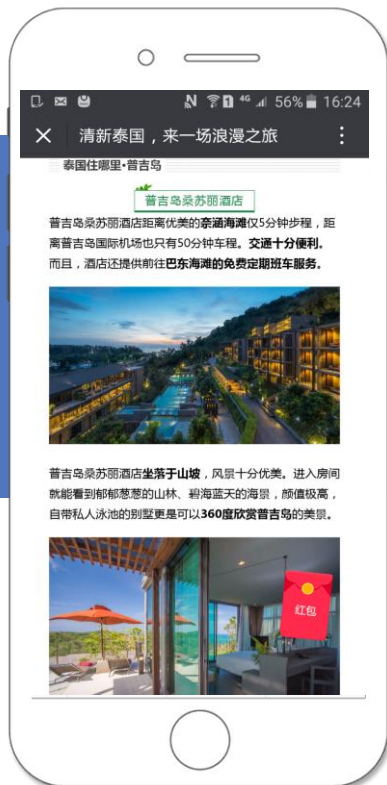 4G 56% 16:24
清新泰国，来一场浪漫之旅
泰国住哪里•普吉岛
普吉岛桑苏丽酒店
普吉岛桑苏丽酒店距离优美的奈涵海滩仅5分钟步程，距
离普吉岛国际机场也只有50分钟车程。交通十分便利。
而且，酒店还提供前往巴东海滩的免费定期班车服务。
普吉岛桑苏丽酒店坐落于山坡，风景十分优美。进入房间
就能看到郁郁葱葱的山林、碧海蓝天的海景，颜值极高，
自带私人泳池的别墅更是可以360度欣赏普吉岛的美景。
红包